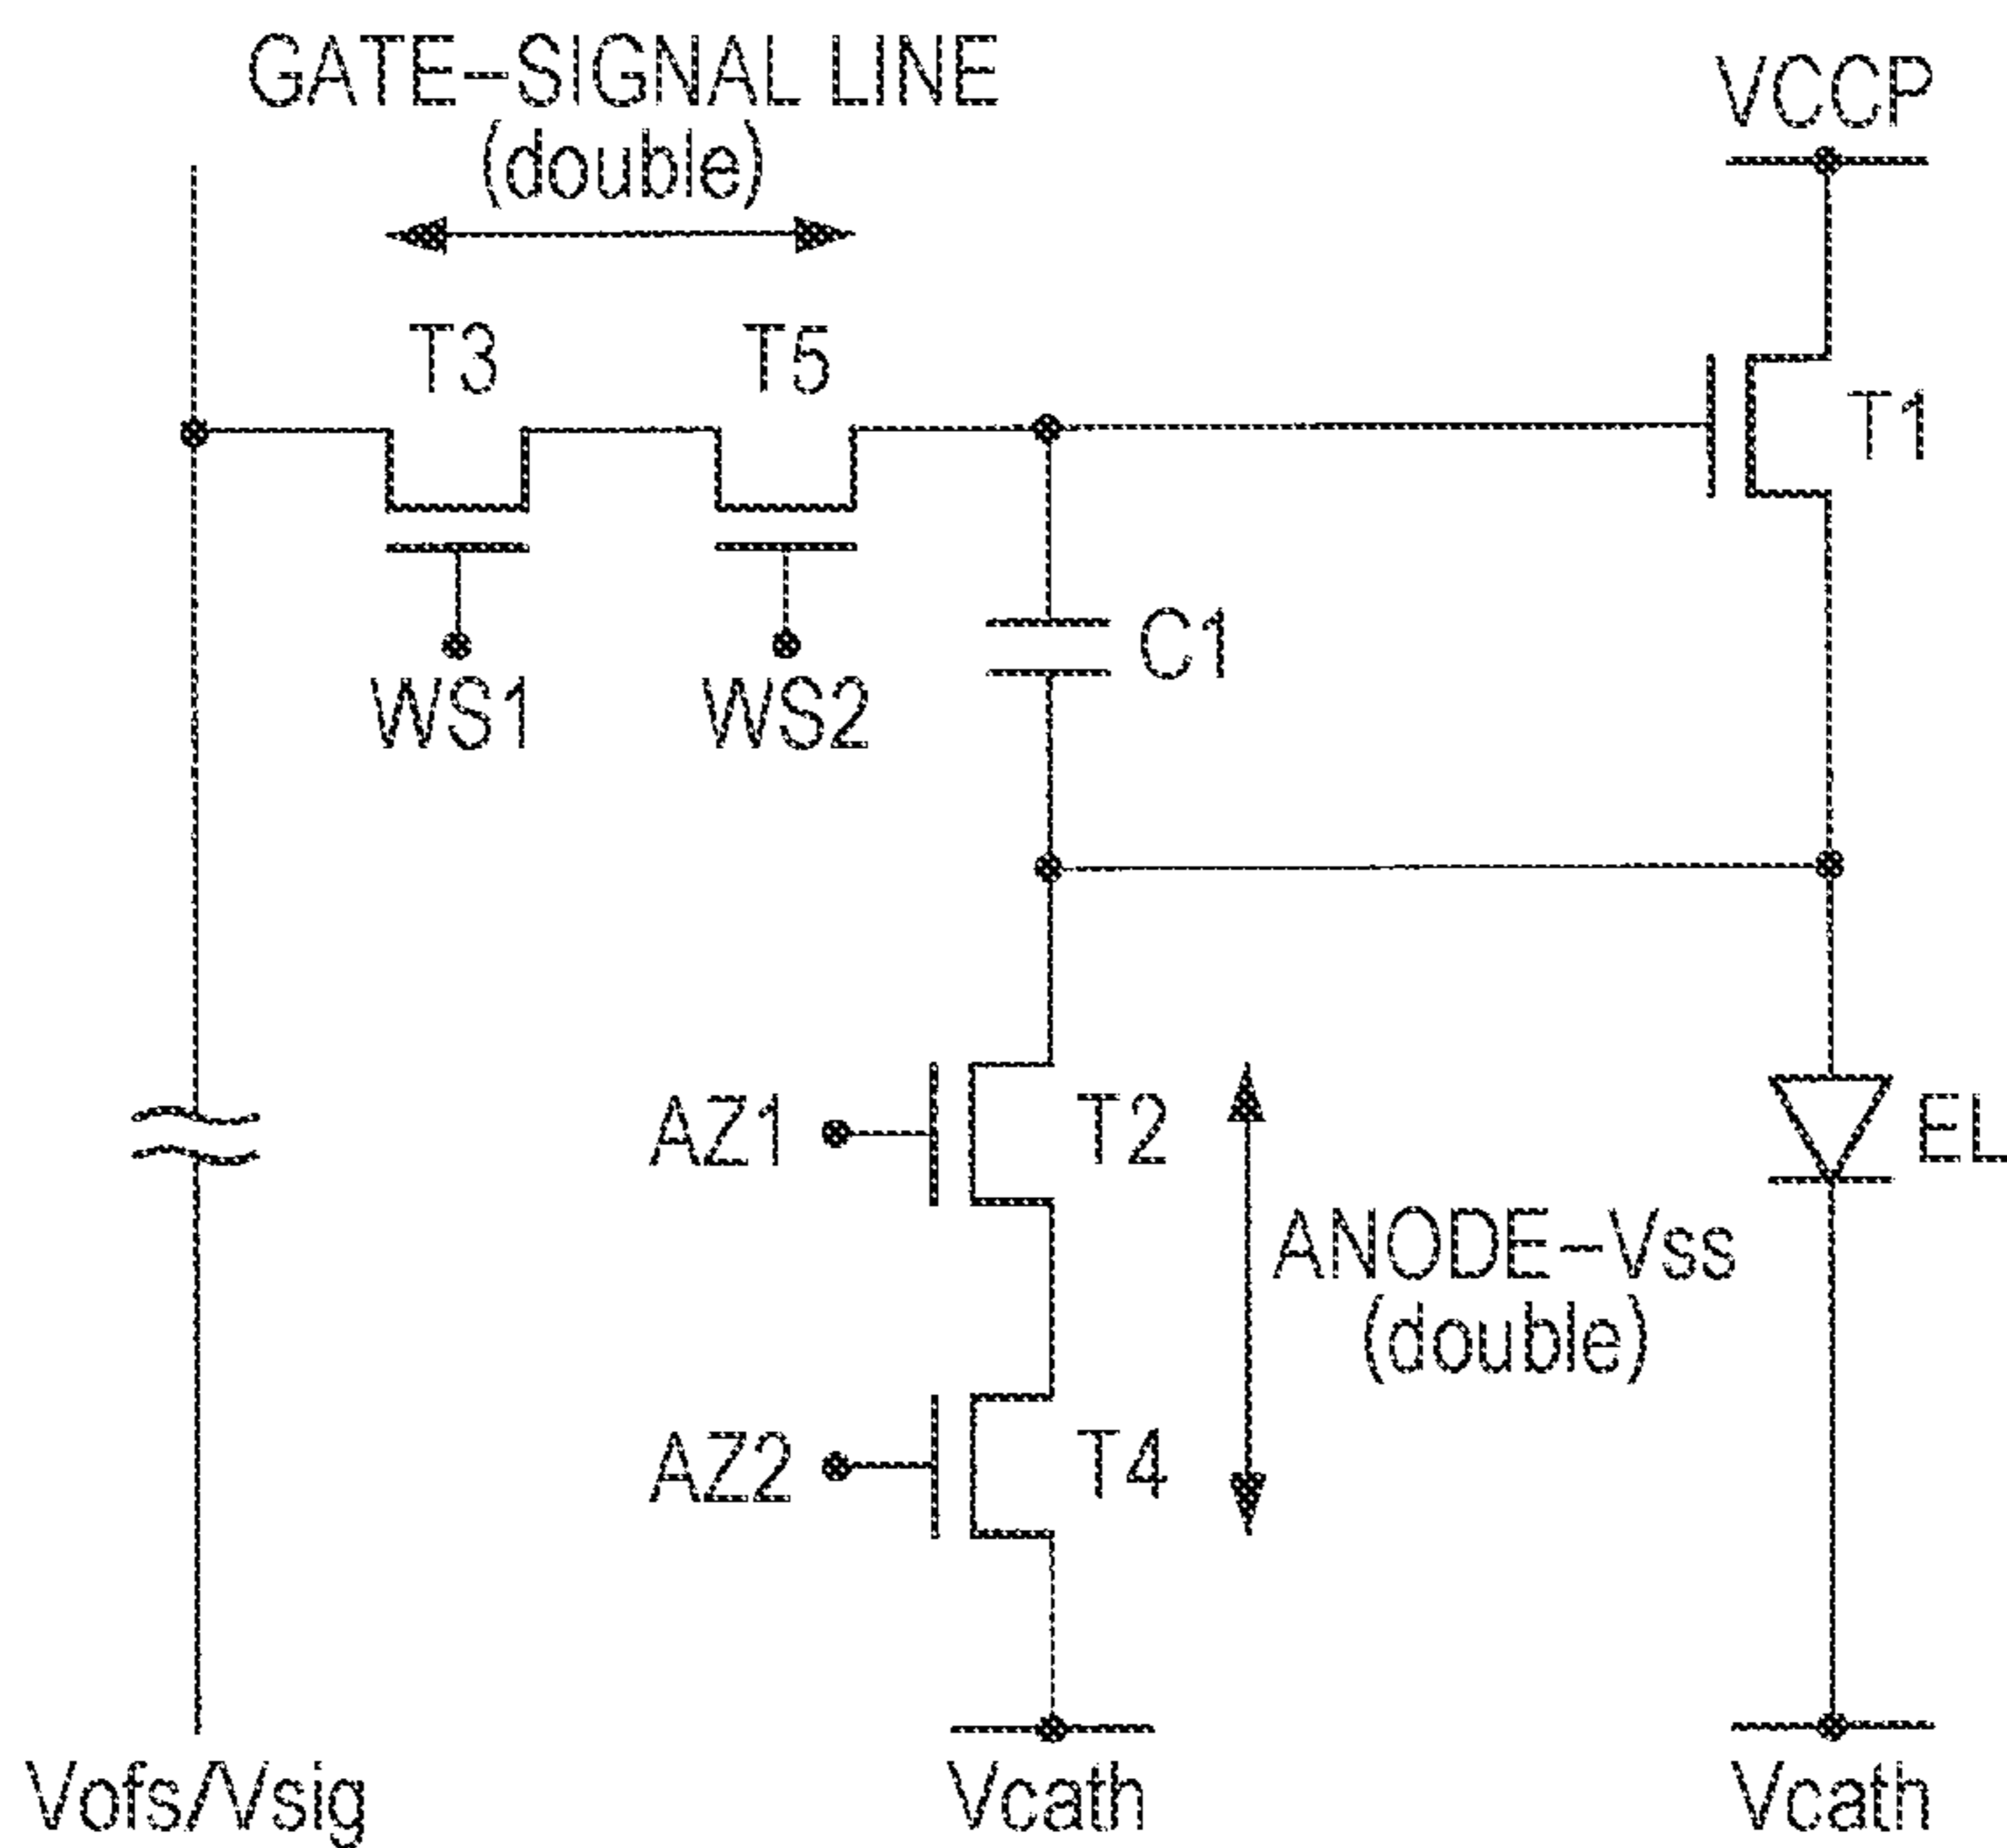 GATE-SIGNAL LINE
(double)
VCCP
T3
T5
T1
WS1
WS2
C1
AZ1
T2
EL
ANODE-Vss
(double)
AZ2
T4
Vofs/Vsig
Vcath
Vcath